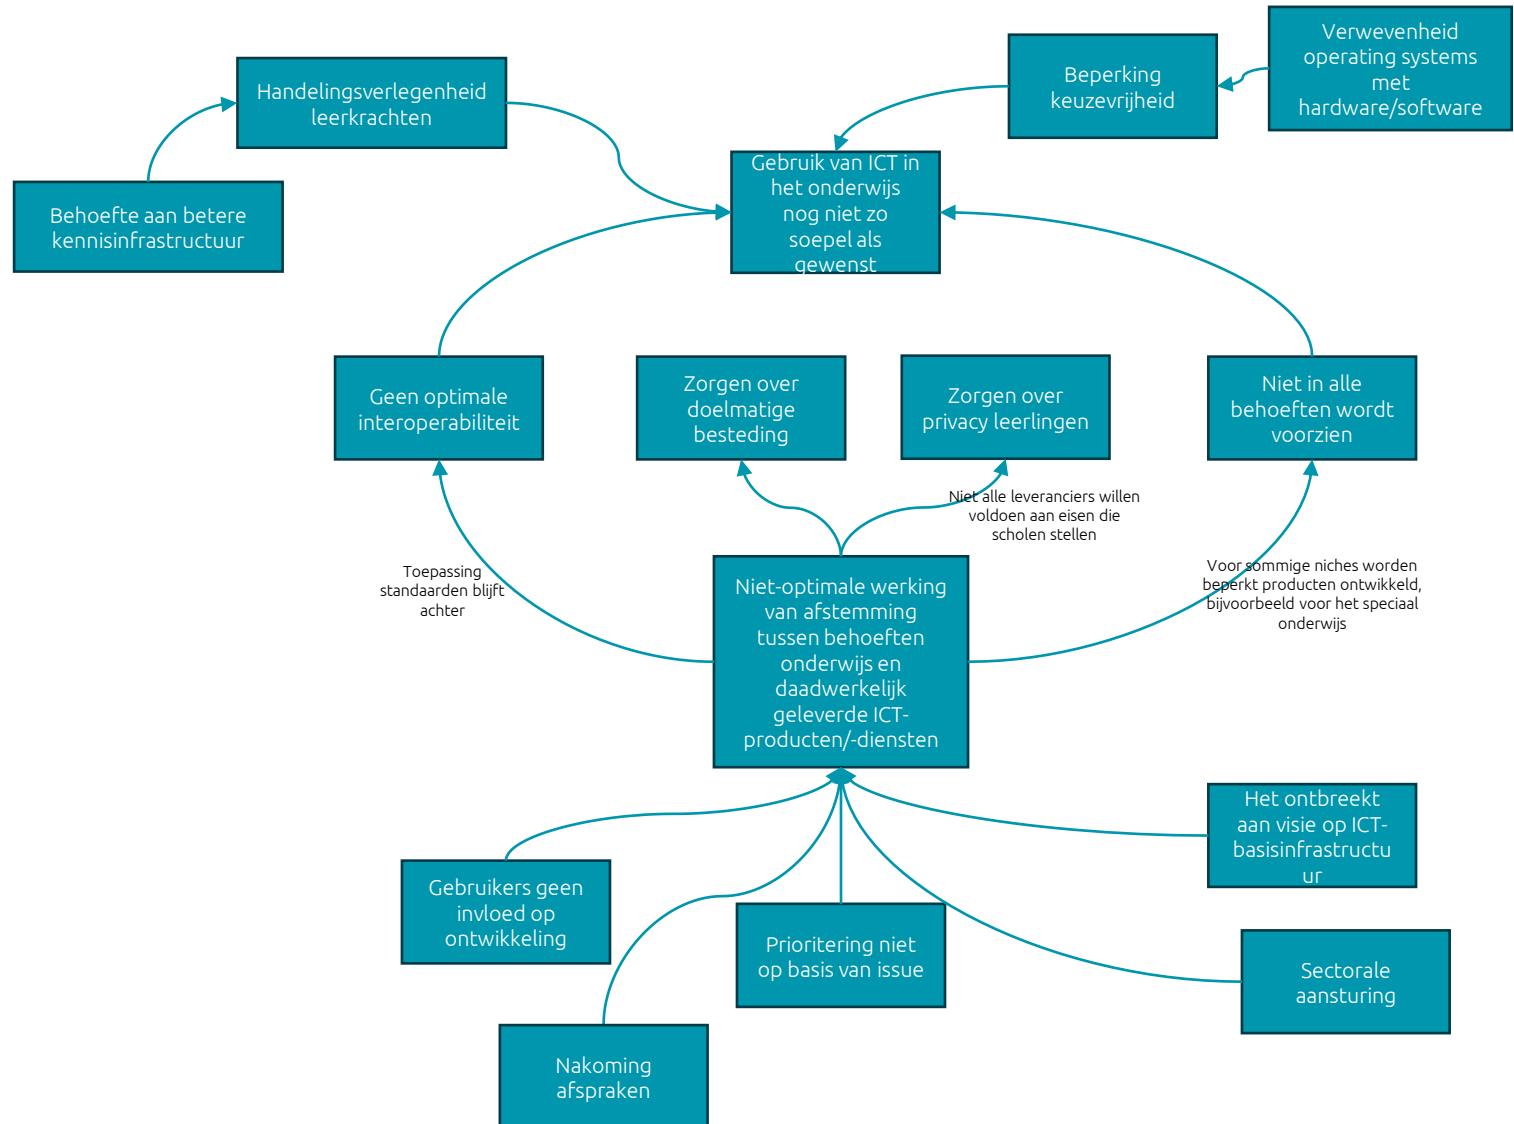 Verwevenheid
operating systems
met
hardware/software
Beperking
keuzevrijheid
Handelingsverlegenheid
leerkrachten
Gebruik van ICT in
het onderwijs
nog niet zo
soepel als
gewenst
Behoefte aan betere
kennisinfrastructuur
Geen optimale
interoperabiliteit
Zorgen over
doelmatige
besteding
Zorgen over
privacy leerlingen
Niet in alle
behoeften wordt
voorzien
Niet alle leveranciers willen
voldoen aan eisen die
scholen stellen
Toepassing
standaarden blijft
achter
Voor sommige niches worden
beperkt producten ontwikkeld,
bijvoorbeeld voor het speciaal
onderwijs
Niet-optimale werking
van afstemming
tussen behoeften
onderwijs en
daadwerkelijk
geleverde ICT-
producten/-diensten
Het ontbreekt
aan visie op ICT-
basisinfrastructu
ur
Gebruikers geen
invloed op
ontwikkeling
Prioritering niet
op basis van issue
Sectorale
aansturing
Nakoming
afspraken